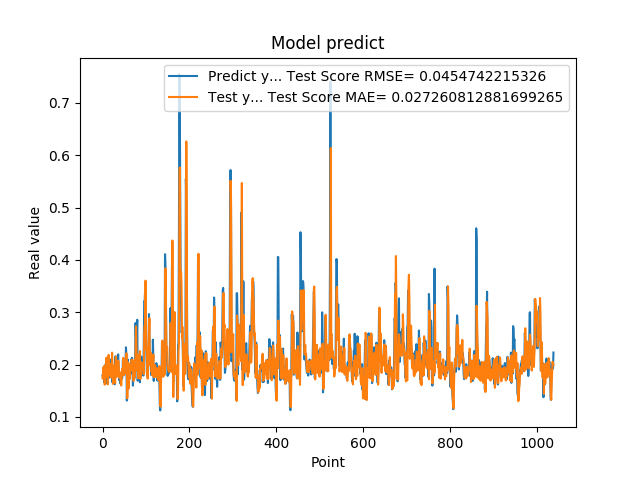 Model predict
Predict y... Test Score RMSE= 0.0454742215326
Test y... Test Score MAE= 0.027260812881699265
0.7
0.6
0.5
0.4
0.3
0.2
0.1
Real value
0 200 400 600 800 1000
Point